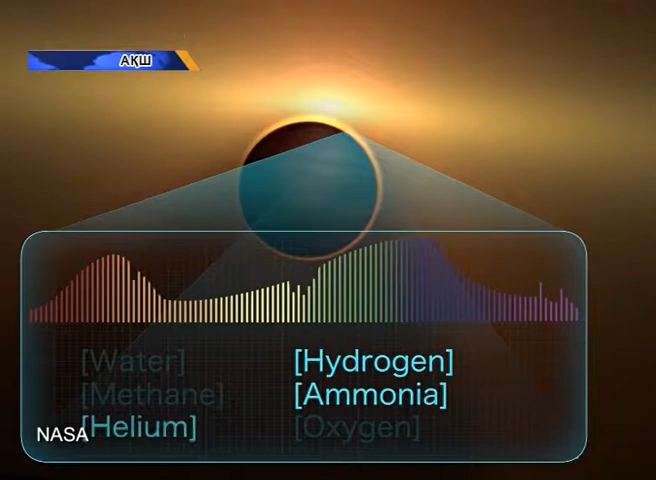 АҚШ
[Water] [Hydrogen]
[Methane] [Ammonia]
[Helium] [Oxygen]
NASA